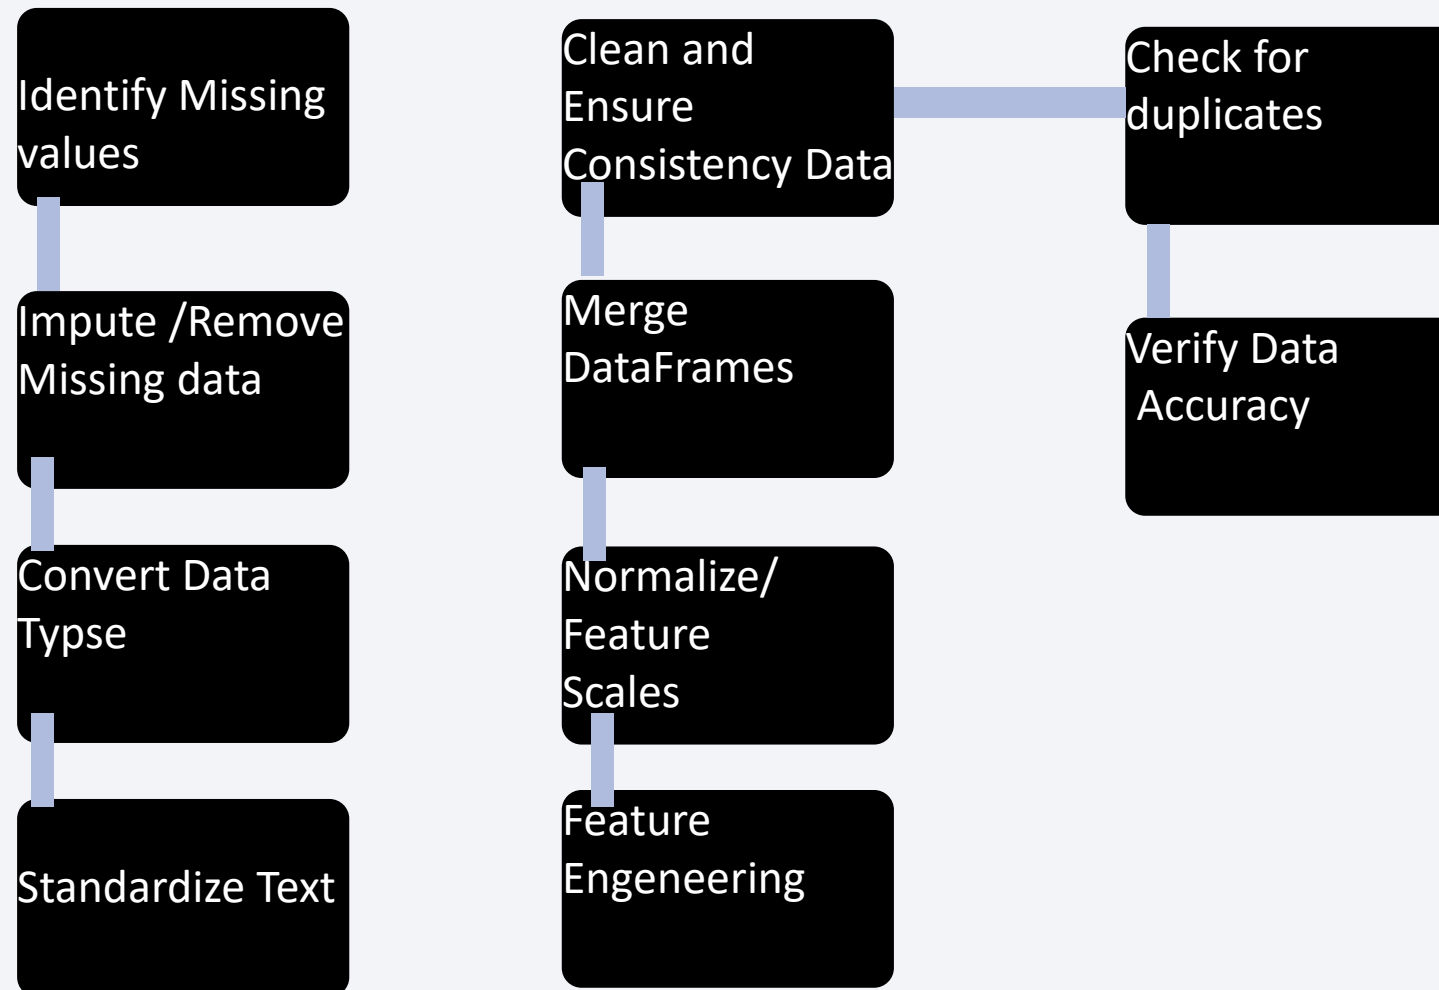 Identify Missing
values
Impute /Remove
Missing data
Convert Data
Typse
Standardize Text
Clean and
Ensure
Consistency Data
Merge
DataFrames
Normalize/
Feature
Scales
Feature
Engeneering
Check for
duplicates
Verify Data
Accuracy